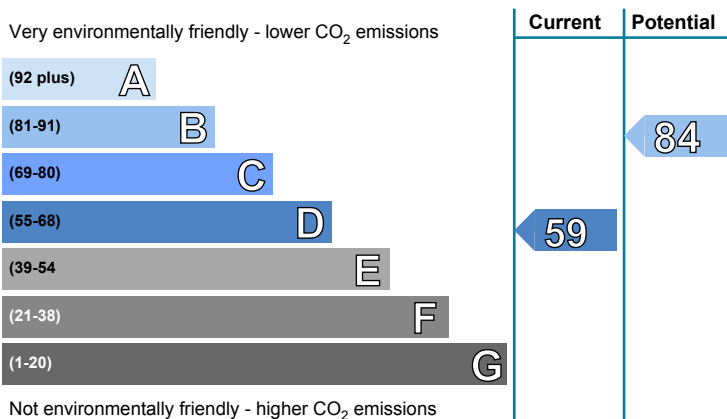 Current Potential
Very environmentally friendly - lower CO2 emissions
(92 plus) A
(81-91) B
84
(69-80) C
(55-68) D
59
(39-54 E
(21-38) F
(1-20) G
Not environmentally friendly - higher CO2 emissions